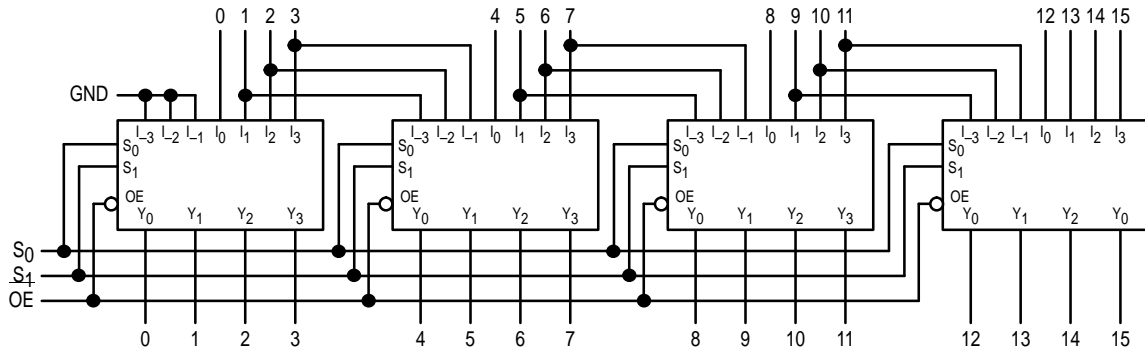 0 1 2 3 4 5 6 7 8 9 10 11 12 13 14 15
GND
I–3 I–2 I–1 I0 I1 I2 I3 I–3 I–2 I–1 I0 I1 I2 I3 I–3 I–2 I–1 I0 I1 I2 I3 I–3 I–2 I–1 I0 I1 I2 I3
S0 S0 S0 S0
S1 S1 S1 S1
OE OE OE OE
Y0 Y1 Y2 Y3 Y0 Y1 Y2 Y3 Y0 Y1 Y2 Y3 Y0 Y1 Y2 Y0
S0
S1
OE
0 1 2 3 4 5 6 7 8 9 10 11 12 13 14 15